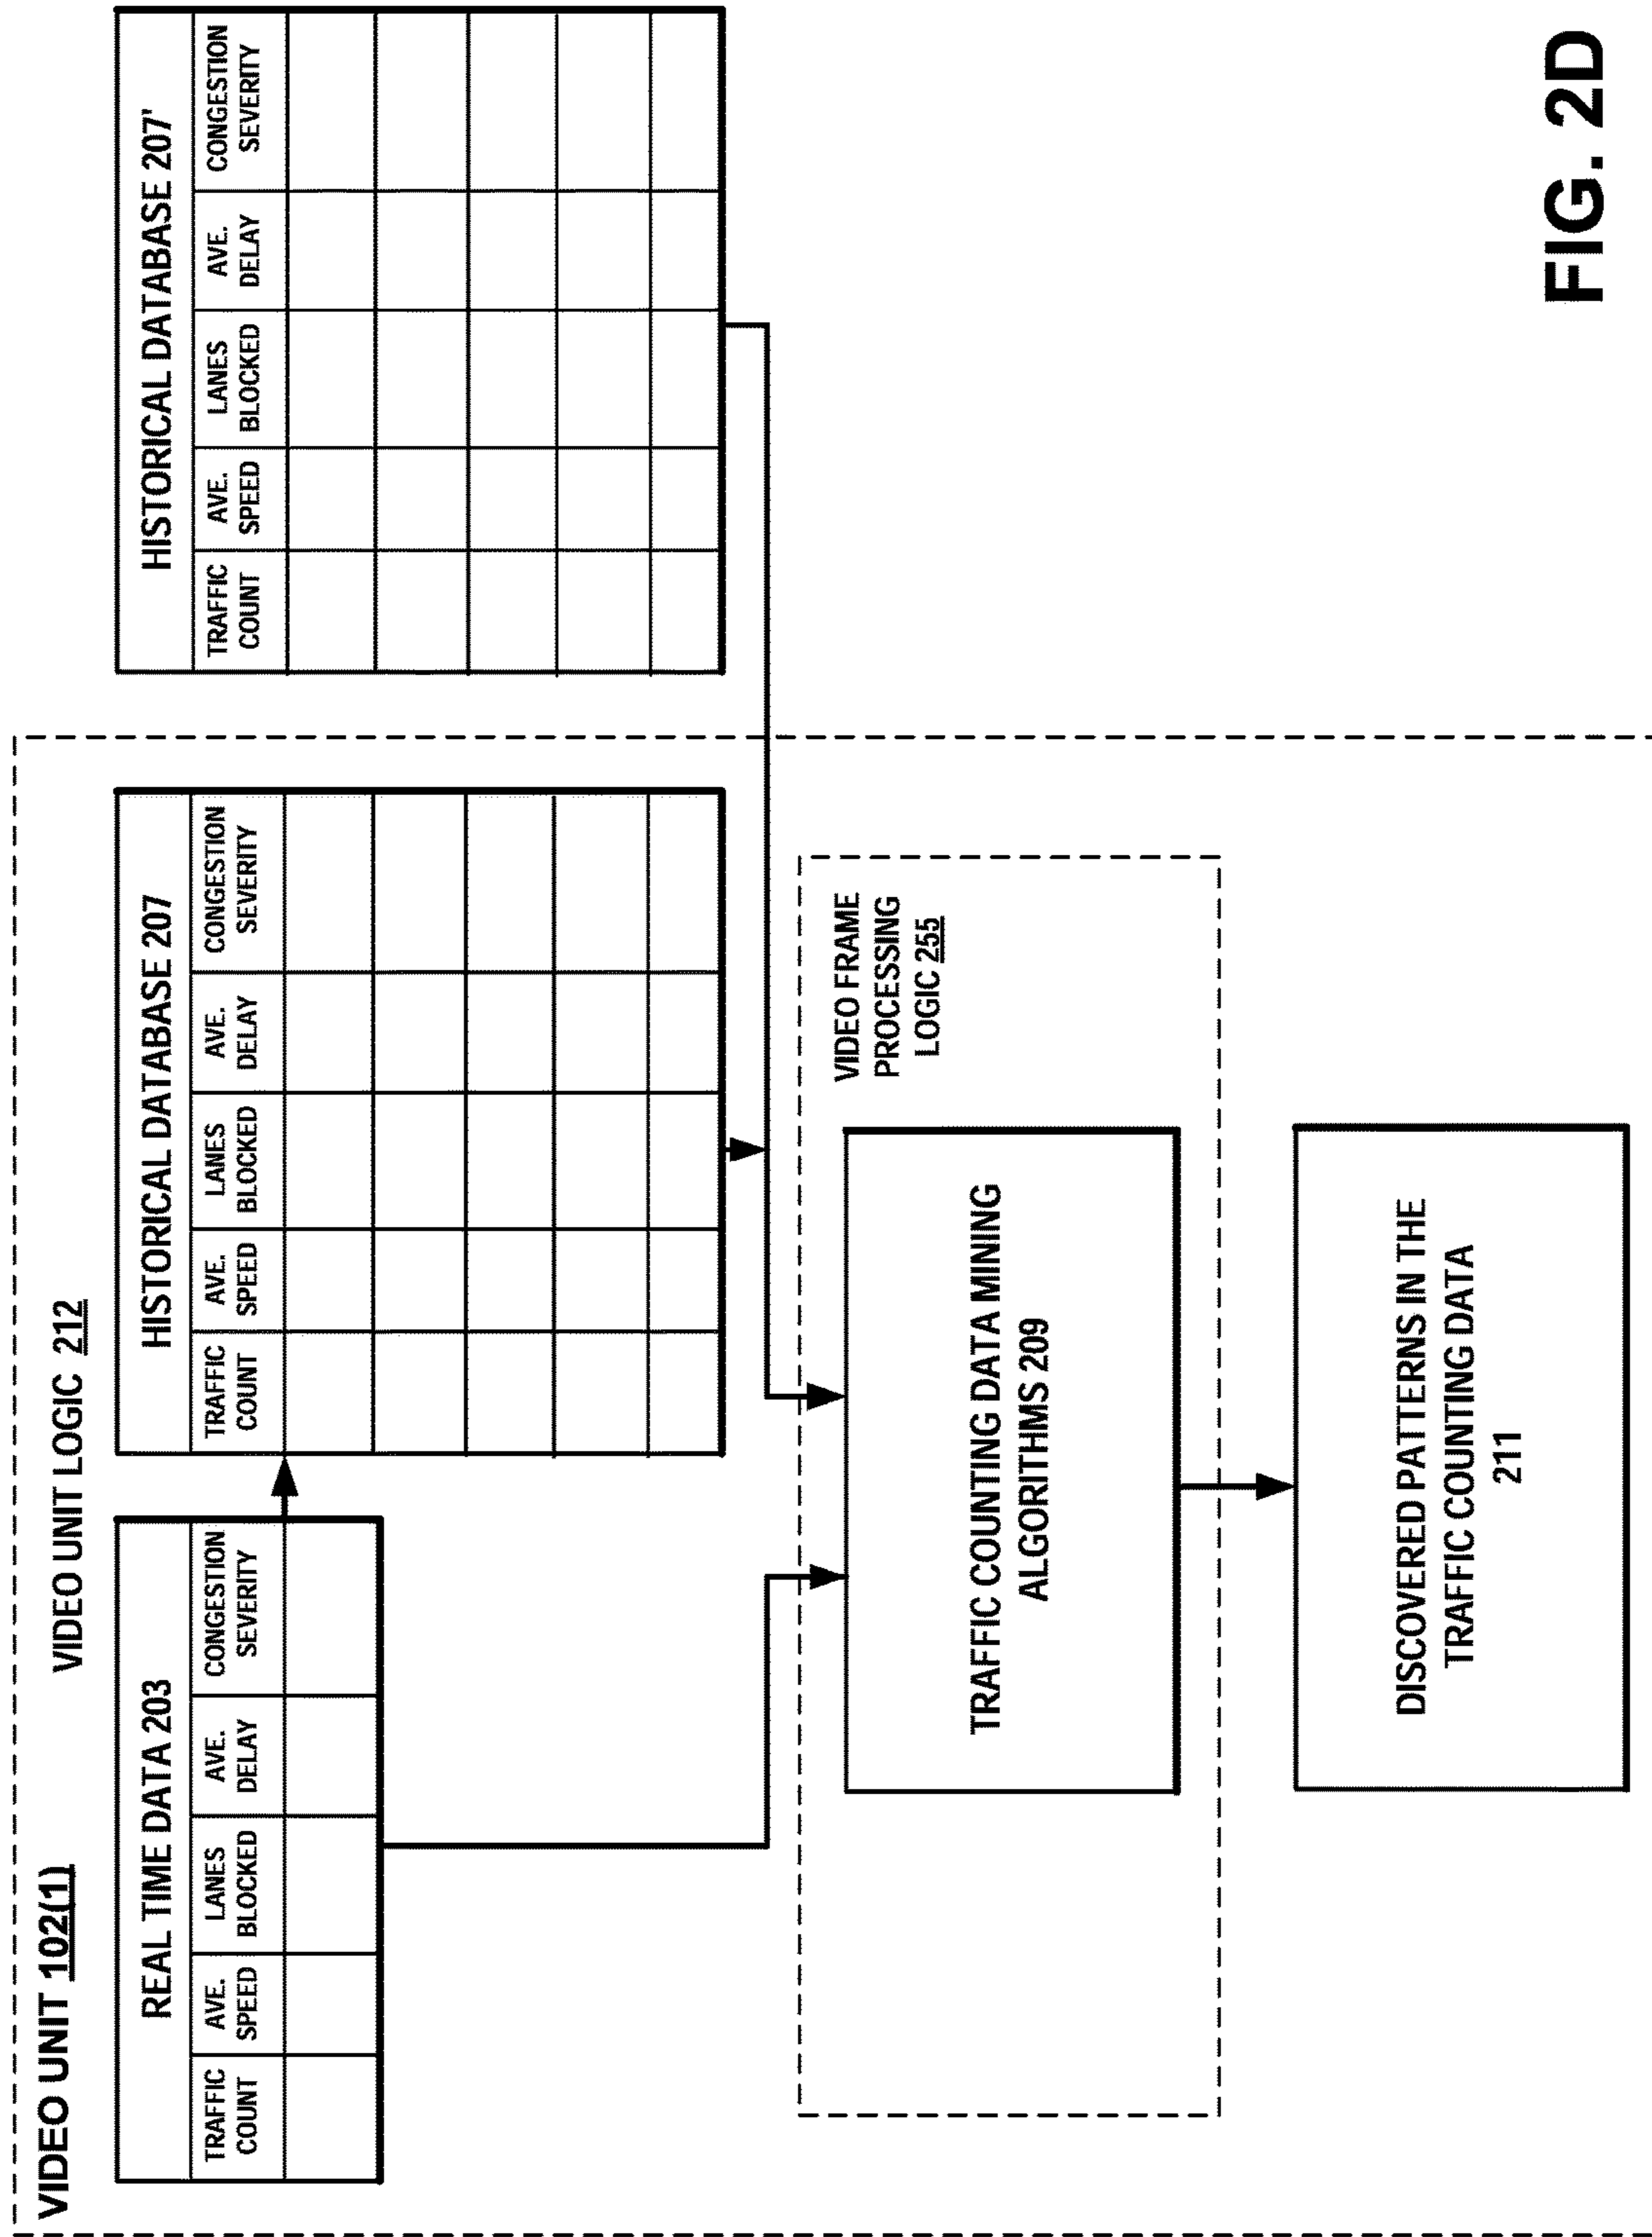 VIDEO UNIT 102(1)
VIDEO UNIT LOGIC 212
REAL TIME DATA 203
TRAFFIC COUNT
AVE. SPEED
LANES BLOCKED
AVE. DELAY
CONGESTION SEVERITY
HISTORICAL DATABASE 207
TRAFFIC COUNT
AVE. SPEED
LANES BLOCKED
AVE. DELAY
CONGESTION SEVERITY
HISTORICAL DATABASE 207'
TRAFFIC COUNT
AVE. SPEED
LANES BLOCKED
AVE. DELAY
CONGESTION SEVERITY
VIDEO FRAME
PROCESSING
LOGIC 255
TRAFFIC COUNTING DATA MINING
ALGORITHMS 209
DISCOVERED PATTERNS IN THE
TRAFFIC COUNTING DATA
211
FIG. 2D